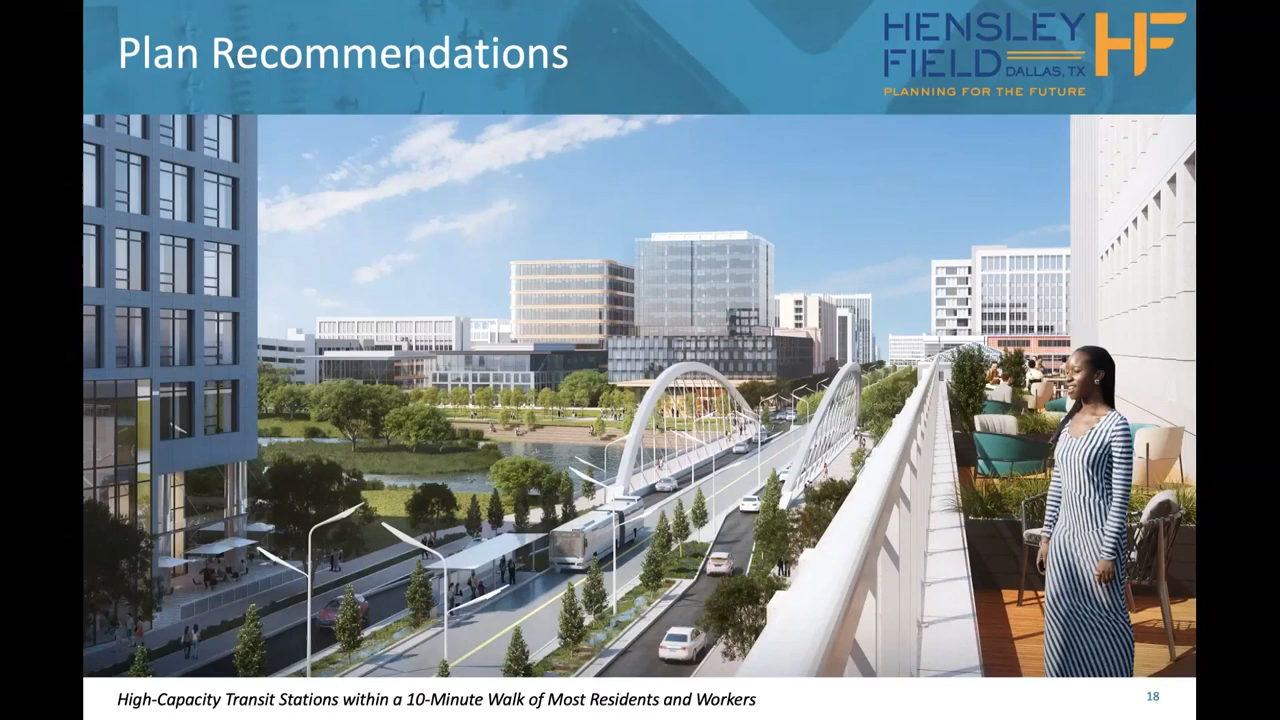 Plan Recommendations
HENSLEY
FIELD DALLAS, TX
HF
PLANNING FOR THE FUTURE
High-Capacity Transit Stations within a 10-Minute Walk of Most Residents and Workers
18